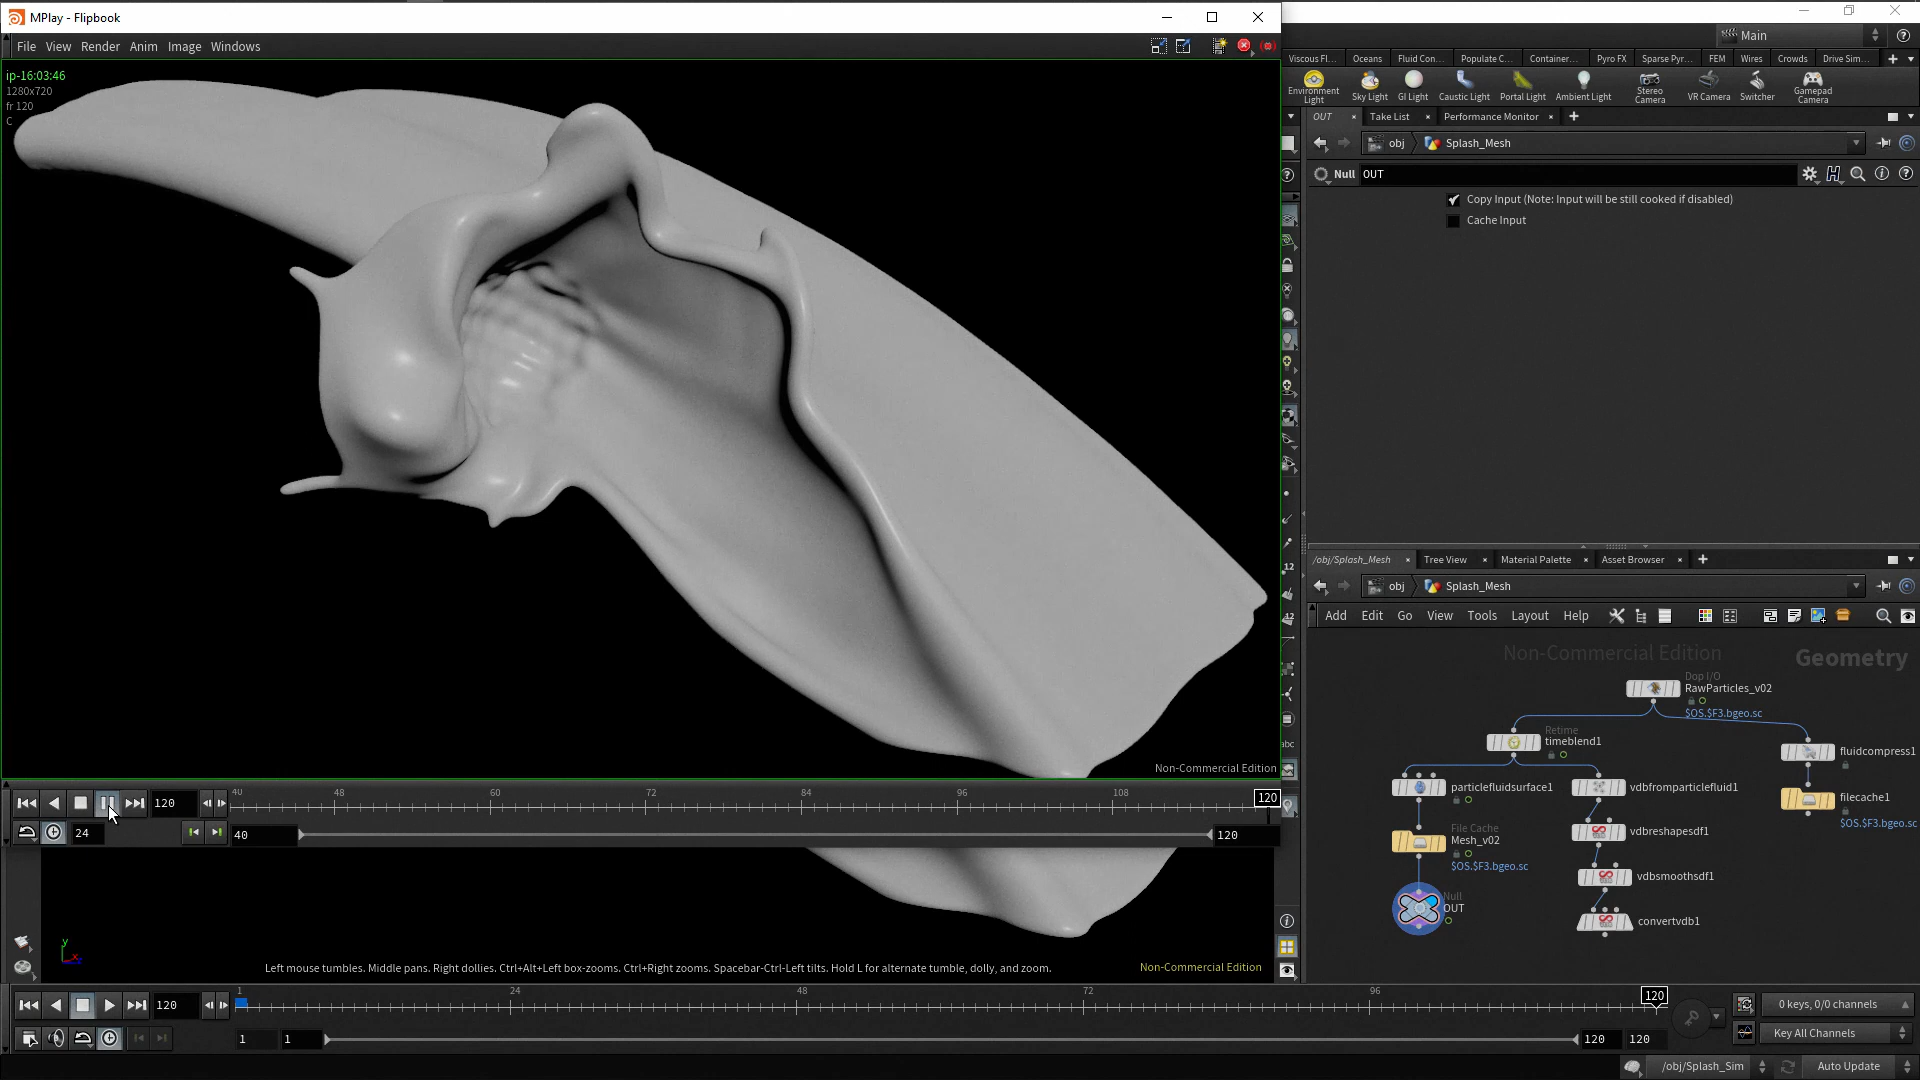 MPlay - Flipbook
File View Render Anim Image Windows
ip-16:03:46
1280x720
fr 120
C
Non-Commercial Edition
120
40 48 60 72 84 96 108 120
24
40
120
Left mouse tumbles. Middle pans. Right dollies. Ctrl+Alt+Left box-zooms. Ctrl+Right zooms. Spacebar-Ctrl-Left tilts. Hold L for alternate tumble, dolly, and zoom.
Non-Commercial Edition
y
x
Main
Viscous Fl... Oceans Fluid Con... Populate C... Container... Pyro FX Sparse Pyr... FEM Wires Crowds Drive Sim...
Environment Light
Sky Light
GI Light
Caustic Light
Portal Light
Ambient Light
Stereo Camera
VR Camera
Switcher
Gamepad Camera
OUT Take List Performance Monitor
obj Splash_Mesh
Null OUT
Copy Input (Note: Input will be still cooked if disabled)
Cache Input
/obj/Splash_Mesh Tree View Material Palette Asset Browser
obj Splash_Mesh
Add Edit Go View Tools Layout Help
Non-Commercial Edition
Geometry
Dop I/O
RawParticles_v02
$OS.$F3.bgeo.sc
Retime
timeblend1
fluidcompress1
particlefluidsurface1
vdbfromparticlefluid1
filecache1
$OS.$F3.bgeo.sc
File Cache
Mesh_v02
$OS.$F3.bgeo.sc
vdbreshapesdf1
vdbsmoothsdf1
Null
OUT
convertvdb1
12
12
abc
120
1 24 48 72 96 120
0 keys, 0/0 channels
1 1 120 120
Key All Channels
/obj/Splash_Sim
Auto Update